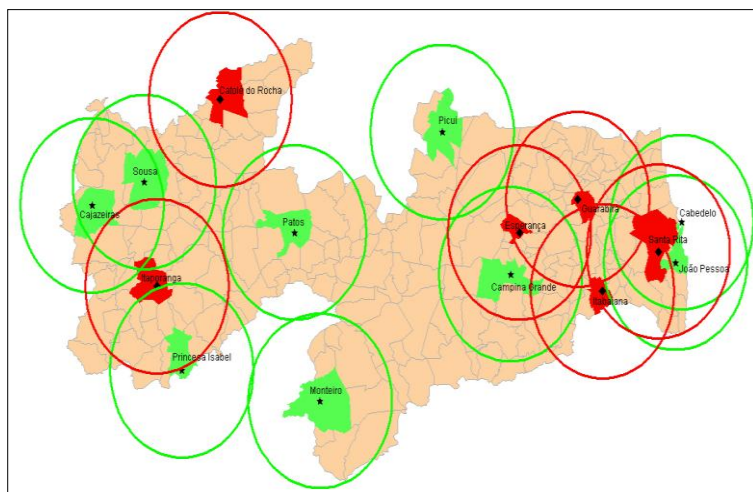 Catolé do Rocha
Picui
Sousa
Cajazeiras
Patos
Guarabira
Esperança
Cabedelo
Santa Rita
João Pessoa
Itaporanga
Campina Grande
Itabaiana
Princesa Isabel
Monteiro